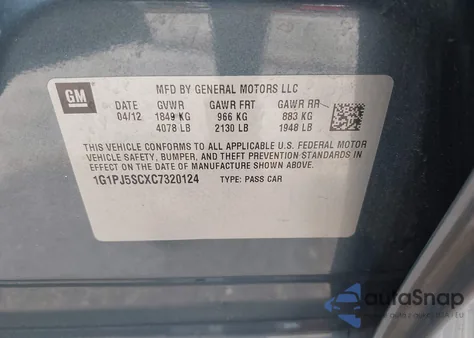 GM
MFD BY GENERAL MOTORS LLC
DATE GVWR GAWR FRT GAWR RR
04/12 1849 KG 966 KG 883 KG
4078 LB 2130 LB 1948 LB
THIS VEHICLE CONFORMS TO ALL APPLICABLE U.S. FEDERAL MOTOR
VEHICLE SAFETY, BUMPER, AND THEFT PREVENTION STANDARDS IN
EFFECT ON THE DATE OF MANUFACTURE SHOWN ABOVE.
1G1PJ5SCXC7320124 TYPE: PASS CAR
autoSnap